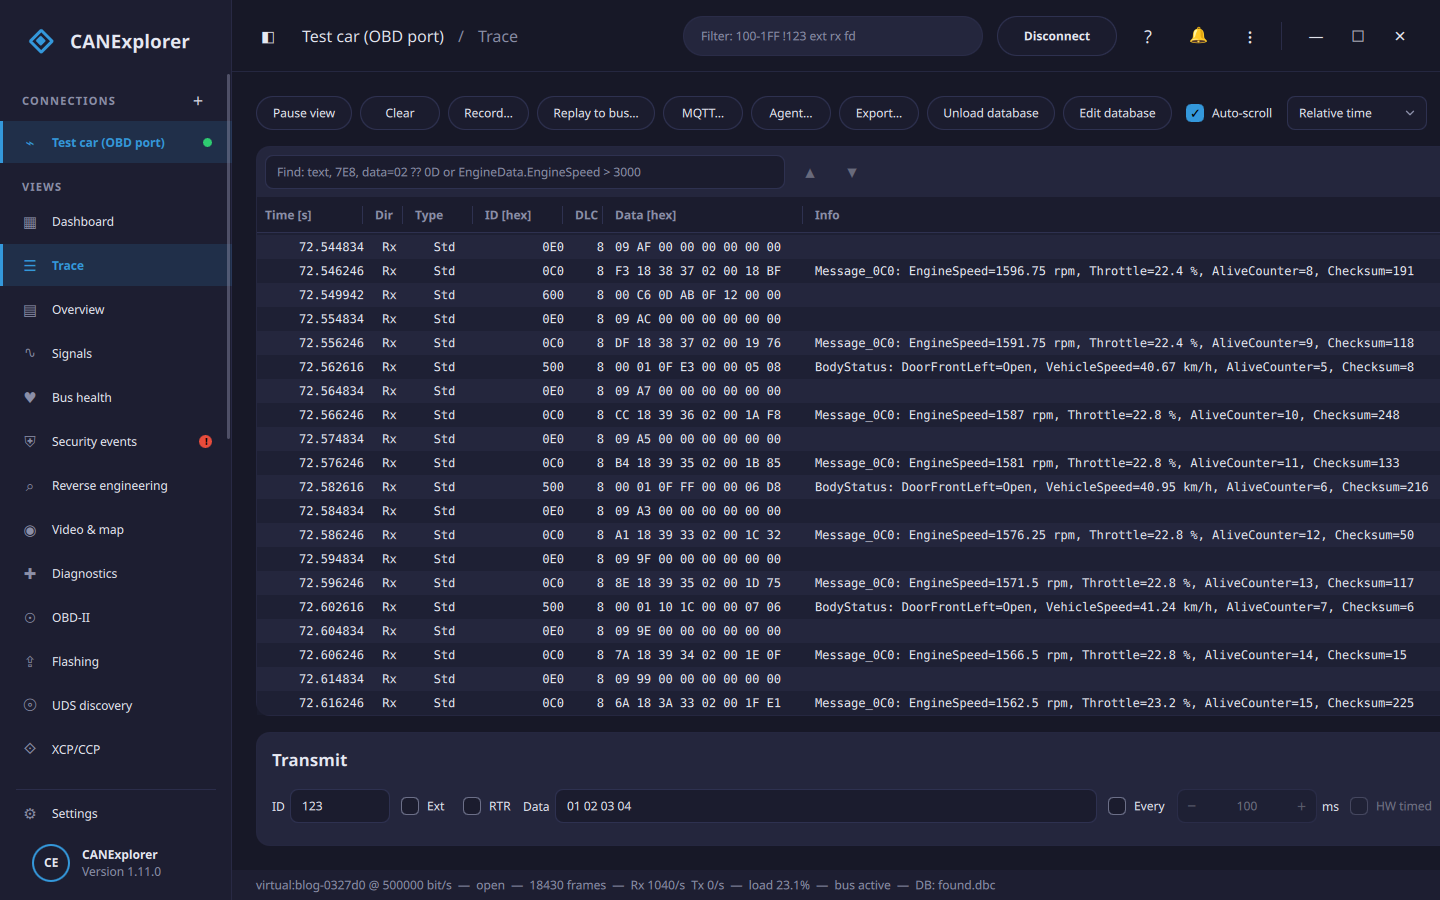 CANExplorer
Test car (OBD port) / Trace
Filter: 100-1FF !123 ext rx fd
Disconnect
?
CONNECTIONS +
Test car (OBD port)
VIEWS
Dashboard
Trace
Overview
Signals
Bus health
Security events !
Reverse engineering
Video & map
Diagnostics
OBD-II
Flashing
UDS discovery
XCP/CCP
Settings
CE
CANExplorer
Version 1.11.0
Pause view Clear Record... Replay to bus... MQTT... Agent... Export... Unload database Edit database Auto-scroll Relative time
Find: text, 7E8, data=02 ?? 0D or EngineData.EngineSpeed > 3000
Time [s] Dir Type ID [hex] DLC Data [hex] Info
72.544834 Rx Std 0E0 8 09 AF 00 00 00 00 00 00
72.546246 Rx Std 0C0 8 F3 18 38 37 02 00 18 BF Message_0C0: EngineSpeed=1596.75 rpm, Throttle=22.4 %, AliveCounter=8, Checksum=191
72.549942 Rx Std 600 8 00 C6 0D AB 0F 12 00 00
72.554834 Rx Std 0E0 8 09 AC 00 00 00 00 00 00
72.556246 Rx Std 0C0 8 DF 18 38 37 02 00 19 76 Message_0C0: EngineSpeed=1591.75 rpm, Throttle=22.4 %, AliveCounter=9, Checksum=118
72.562616 Rx Std 500 8 00 01 0F E3 00 00 05 08 BodyStatus: DoorFrontLeft=Open, VehicleSpeed=40.67 km/h, AliveCounter=5, Checksum=8
72.564834 Rx Std 0E0 8 09 A7 00 00 00 00 00 00
72.566246 Rx Std 0C0 8 CC 18 39 36 02 00 1A F8 Message_0C0: EngineSpeed=1587 rpm, Throttle=22.8 %, AliveCounter=10, Checksum=248
72.574834 Rx Std 0E0 8 09 A5 00 00 00 00 00 00
72.576246 Rx Std 0C0 8 B4 18 39 35 02 00 1B 85 Message_0C0: EngineSpeed=1581 rpm, Throttle=22.8 %, AliveCounter=11, Checksum=133
72.582616 Rx Std 500 8 00 01 0F FF 00 00 06 D8 BodyStatus: DoorFrontLeft=Open, VehicleSpeed=40.95 km/h, AliveCounter=6, Checksum=216
72.584834 Rx Std 0E0 8 09 A3 00 00 00 00 00 00
72.586246 Rx Std 0C0 8 A1 18 39 33 02 00 1C 32 Message_0C0: EngineSpeed=1576.25 rpm, Throttle=22.8 %, AliveCounter=12, Checksum=50
72.594834 Rx Std 0E0 8 09 9F 00 00 00 00 00 00
72.596246 Rx Std 0C0 8 8E 18 39 35 02 00 1D 75 Message_0C0: EngineSpeed=1571.5 rpm, Throttle=22.8 %, AliveCounter=13, Checksum=117
72.602616 Rx Std 500 8 00 01 10 1C 00 00 07 06 BodyStatus: DoorFrontLeft=Open, VehicleSpeed=41.24 km/h, AliveCounter=7, Checksum=6
72.604834 Rx Std 0E0 8 09 9E 00 00 00 00 00 00
72.606246 Rx Std 0C0 8 7A 18 39 34 02 00 1E 0F Message_0C0: EngineSpeed=1566.5 rpm, Throttle=22.8 %, AliveCounter=14, Checksum=15
72.614834 Rx Std 0E0 8 09 99 00 00 00 00 00 00
72.616246 Rx Std 0C0 8 6A 18 3A 33 02 00 1F E1 Message_0C0: EngineSpeed=1562.5 rpm, Throttle=23.2 %, AliveCounter=15, Checksum=225
Transmit
ID 123 Ext RTR Data 01 02 03 04 Every − 100 + ms HW timed
virtual:blog-0327d0 @ 500000 bit/s — open — 18430 frames — Rx 1040/s Tx 0/s — load 23.1% — bus active — DB: found.dbc